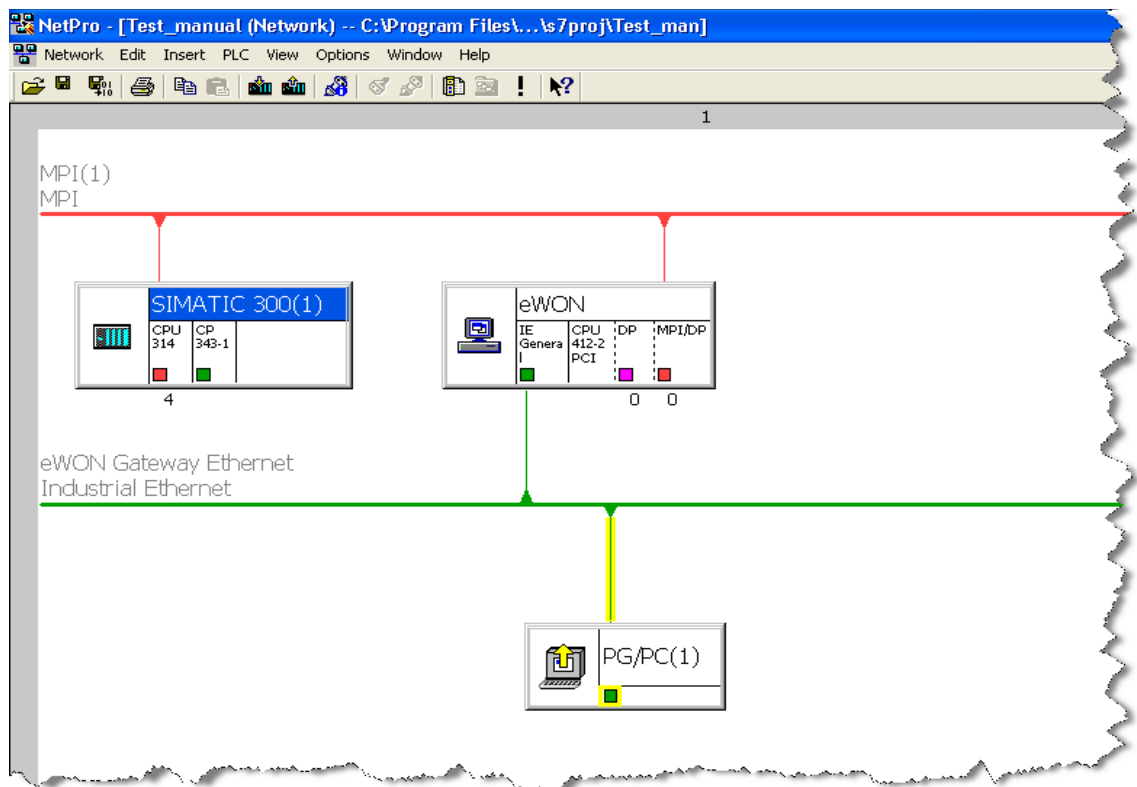 NetPro - [Test_manual (Network) -- C:\Program Files\...\s7proj\Test_man]
Network Edit Insert PLC View Options Window Help
1
MPI(1)
MPI
SIMATIC 300(1)
CPU 314
CP 343-1
4
eWON
IE Genera l
CPU 412-2 PCI
DP
MPI/DP
0 0
eWON Gateway Ethernet
Industrial Ethernet
PG/PC(1)